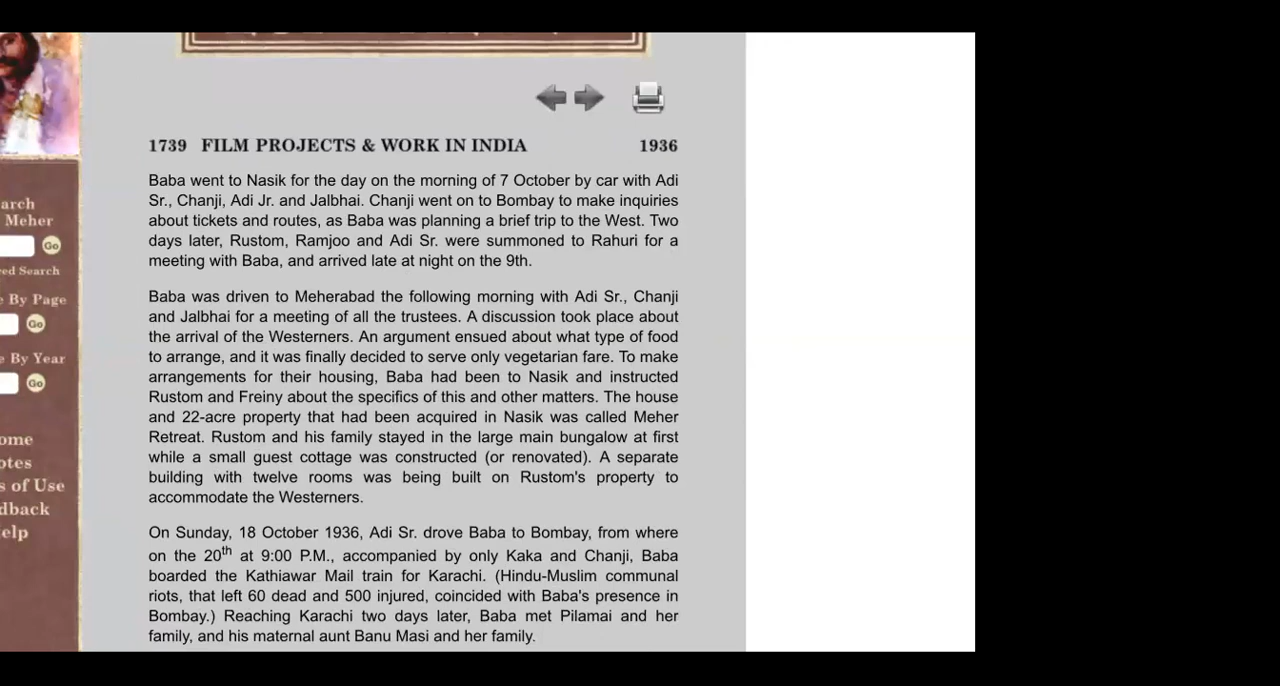 1739 FILM PROJECTS & WORK IN INDIA 1936
Baba went to Nasik for the day on the morning of 7 October by car with Adi
Sr., Chanji, Adi Jr. and Jalbhai. Chanji went on to Bombay to make inquiries
about tickets and routes, as Baba was planning a brief trip to the West. Two
days later, Rustom, Ramjoo and Adi Sr. were summoned to Rahuri for a
meeting with Baba, and arrived late at night on the 9th.
Baba was driven to Meherabad the following morning with Adi Sr., Chanji
and Jalbhai for a meeting of all the trustees. A discussion took place about
the arrival of the Westerners. An argument ensued about what type of food
to arrange, and it was finally decided to serve only vegetarian fare. To make
arrangements for their housing, Baba had been to Nasik and instructed
Rustom and Freiny about the specifics of this and other matters. The house
and 22-acre property that had been acquired in Nasik was called Meher
Retreat. Rustom and his family stayed in the large main bungalow at first
while a small guest cottage was constructed (or renovated). A separate
building with twelve rooms was being built on Rustom's property to
accommodate the Westerners.
On Sunday, 18 October 1936, Adi Sr. drove Baba to Bombay, from where
on the 20th at 9:00 P.M., accompanied by only Kaka and Chanji, Baba
boarded the Kathiawar Mail train for Karachi. (Hindu-Muslim communal
riots, that left 60 dead and 500 injured, coincided with Baba's presence in
Bombay.) Reaching Karachi two days later, Baba met Pilamai and her
family, and his maternal aunt Banu Masi and her family.
arch
Meher
Go
ed Search
e By Page
Go
e By Year
Go
ome
otes
s of Use
dback
elp